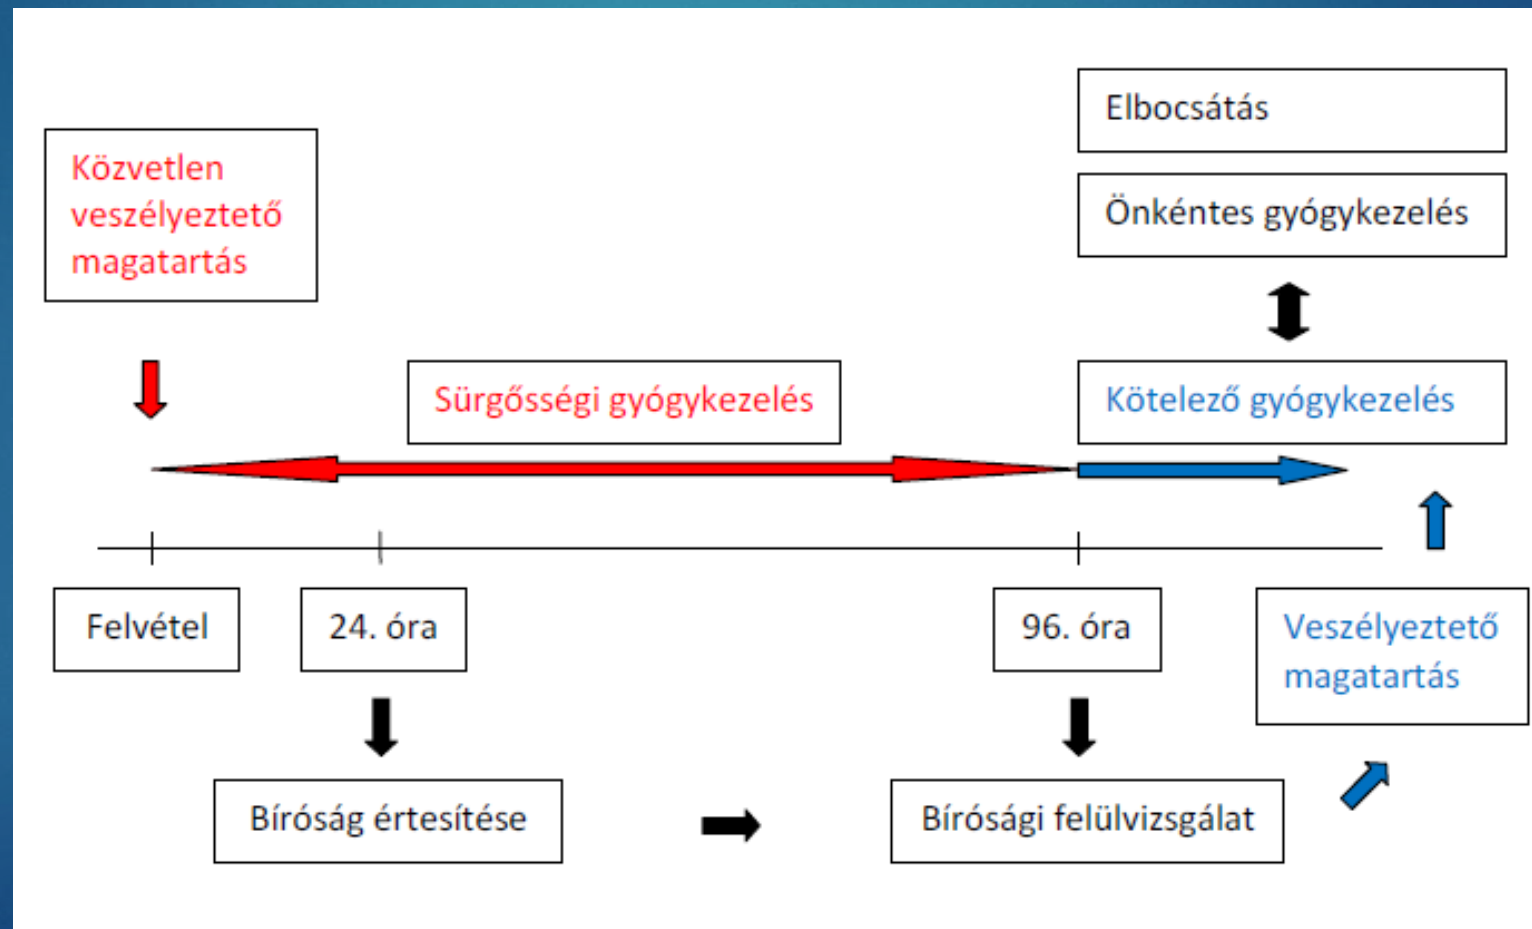 Elbocsátás
Közvetlen
veszélyeztető
magatartás
Önkéntes gyógykezelés
Sürgősségi gyógykezelés
Kötelező gyógykezelés
Felvétel
24. óra
96. óra
Veszélyeztető
magatartás
Bíróság értesítése
Bírósági felülvizsgálat